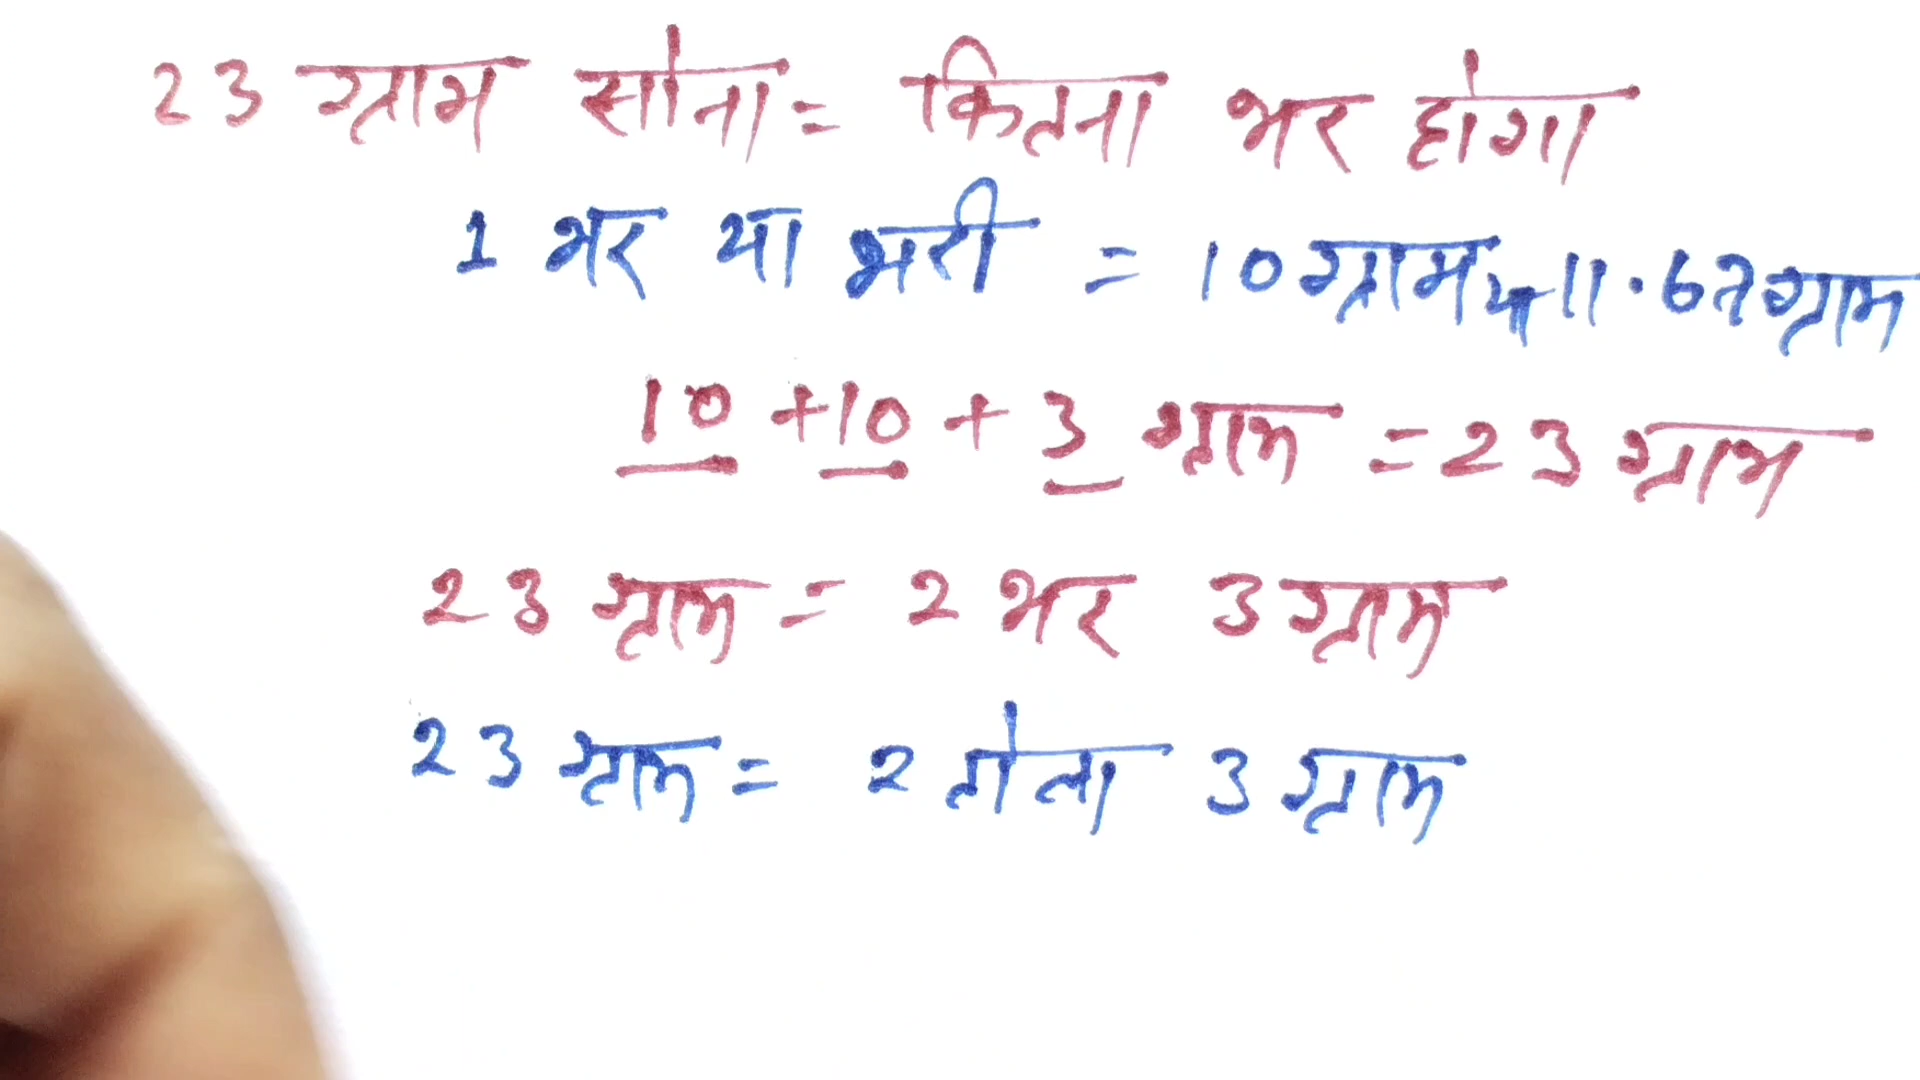 23 ग्राम सोना = कितना भर होगा
1 भर या भरी = 10 ग्राम या 11.67 ग्राम
10 + 10 + 3 ग्राम = 23 ग्राम
23 ग्राम = 2 भर 3 ग्राम
23 ग्राम = 2 तोला 3 ग्राम